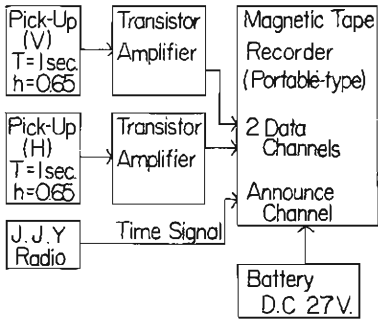 Pick-Up
(V)
T=1sec.
h=0.65
Transistor
Amplifier
Magnetic Tape
Recorder
(Portable-type)
2 Data
Channels
Announce
Channel
Pick-Up
(H)
T=1sec.
h=0.65
Transistor
Amplifier
J.J.Y
Radio
Time Signal
Battery
D.C 27V.